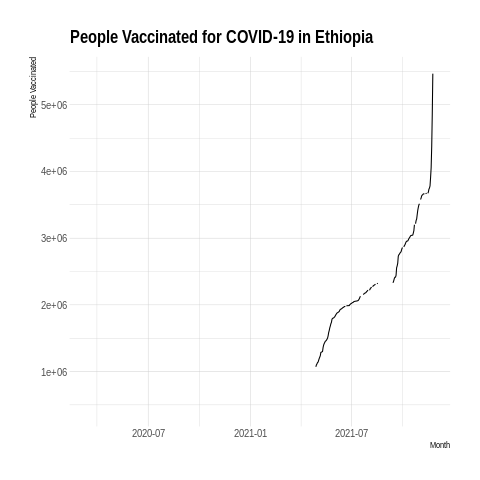 People Vaccinated for COVID-19 in Ethiopia
People Vaccinated
5e+06
4e+06
3e+06
2e+06
1e+06
2020-07 2021-01 2021-07
Month